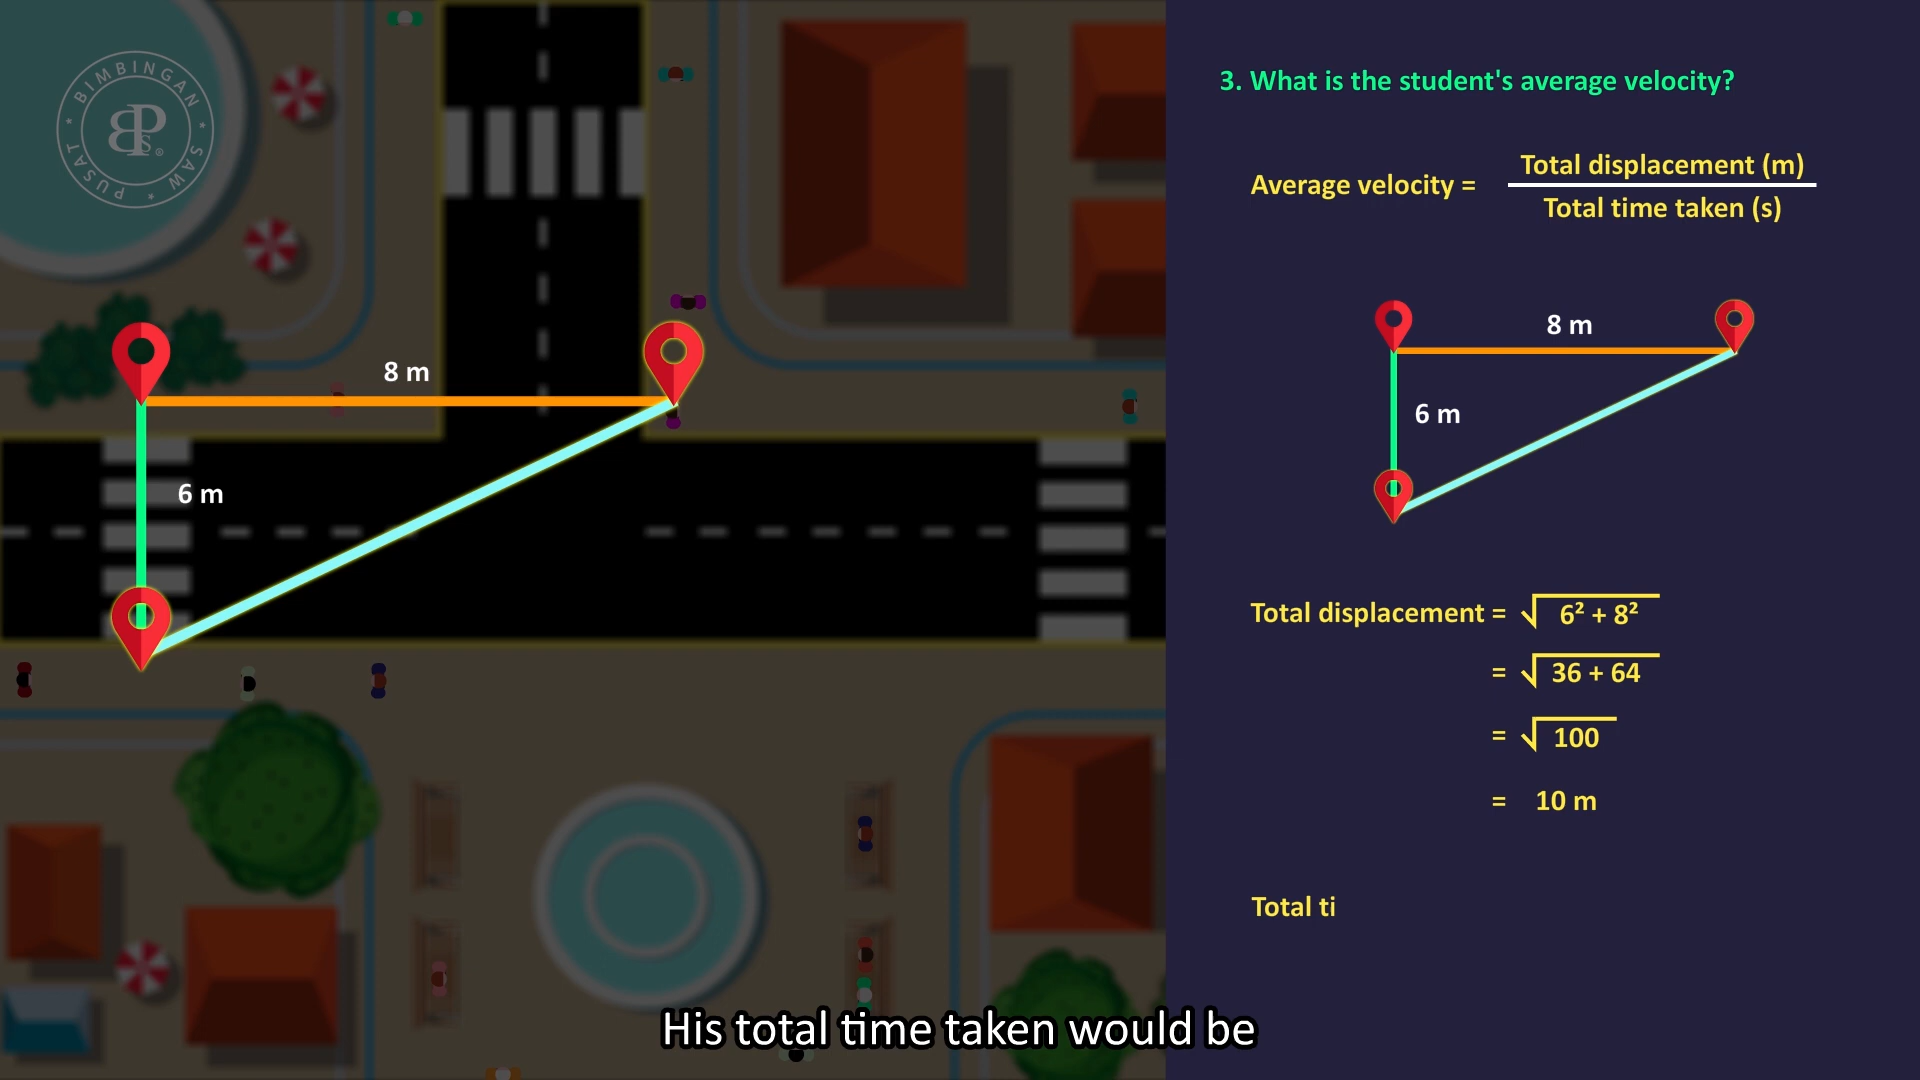 BIMBINGAN
SAW
PUSAT
BPs®
3. What is the student's average velocity?
Average velocity =
Total displacement (m)
Total time taken (s)
8 m
6 m
8 m
6 m
Total displacement = √ 6² + 8²
= √ 36 + 64
= √ 100
= 10 m
Total ti
His total time taken would be